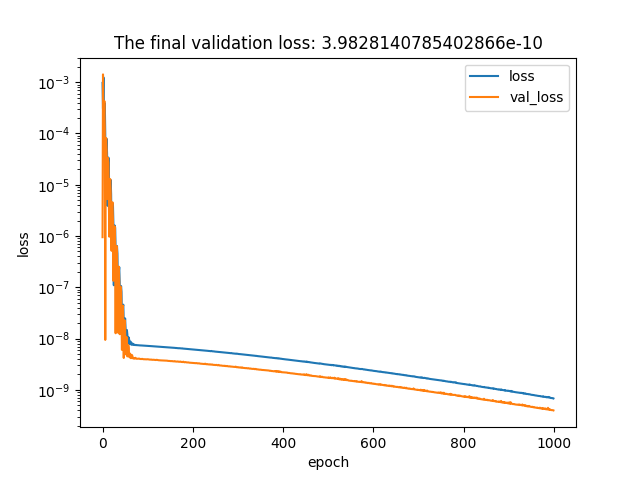 The final validation loss: 3.9828140785402866e-10
loss
val_loss
10⁻³
10⁻⁴
10⁻⁵
10⁻⁶
10⁻⁷
10⁻⁸
10⁻⁹
loss
0 200 400 600 800 1000
epoch